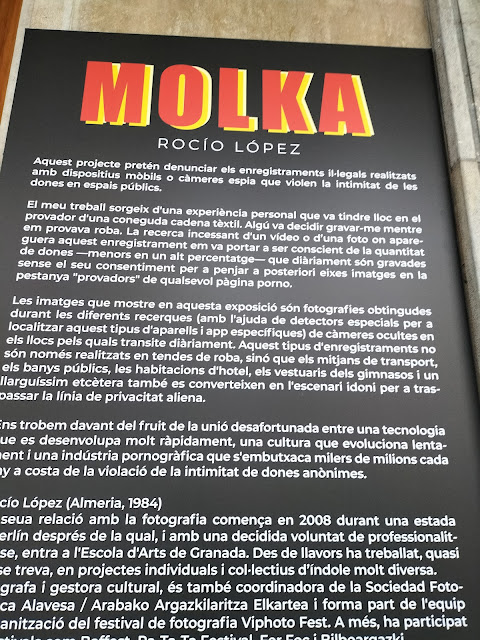 MOLKA
ROCÍO LÓPEZ
Aquest projecte pretén denunciar els enregistraments il·legals realitzats
amb dispositius mòbils o càmeres espia que violen la intimitat de les
dones en espais públics.
El meu treball sorgeix d'una experiència personal que va tindre lloc en el
provador d'una coneguda cadena tèxtil. Algú va decidir gravar-me mentre
em provava roba. La recerca incessant d'un vídeo o d'una foto on apare-
guera aquest enregistrament em va portar a ser conscient de la quantitat
de dones —menors en un alt percentatge— que diàriament són gravades
sense el seu consentiment per a penjar a posteriori eixes imatges en la
pestanya "provadors" de qualsevol pàgina porno.
Les imatges que mostre en aquesta exposició són fotografies obtingudes
durant les diferents recerques (amb l'ajuda de detectors especials per a
localitzar aquest tipus d'aparells i app específiques) de càmeres ocultes en
els llocs pels quals transite diàriament. Aquest tipus d'enregistraments no
són només realitzats en tendes de roba, sinó que els mitjans de transport,
els banys públics, les habitacions d'hotel, els vestuaris dels gimnasos i un
llarguíssim etcètera també es converteixen en l'escenari idoni per a tras-
passar la línia de privacitat aliena.
Ens trobem davant del fruit de la unió desafortunada entre una tecnologia
ue es desenvolupa molt ràpidament, una cultura que evoluciona lenta-
ent i una indústria pornogràfica que s'embutxaca milers de milions cada
ny a costa de la violació de la intimitat de dones anònimes.
ocío López (Almeria, 1984)
seua relació amb la fotografia comença en 2008 durant una estada
erlín després de la qual, i amb una decidida voluntat de professionalit-
se, entra a l'Escola d'Arts de Granada. Des de llavors ha treballat, quasi
se treva, en projectes individuals i col·lectius d'índole molt diversa.
grafa i gestora cultural, és també coordinadora de la Sociedad Foto-
ca Alavesa / Arabako Argazkilaritza Elkartea i forma part de l'equip
anització del festival de fotografia Viphoto Fest. A més, ha participat